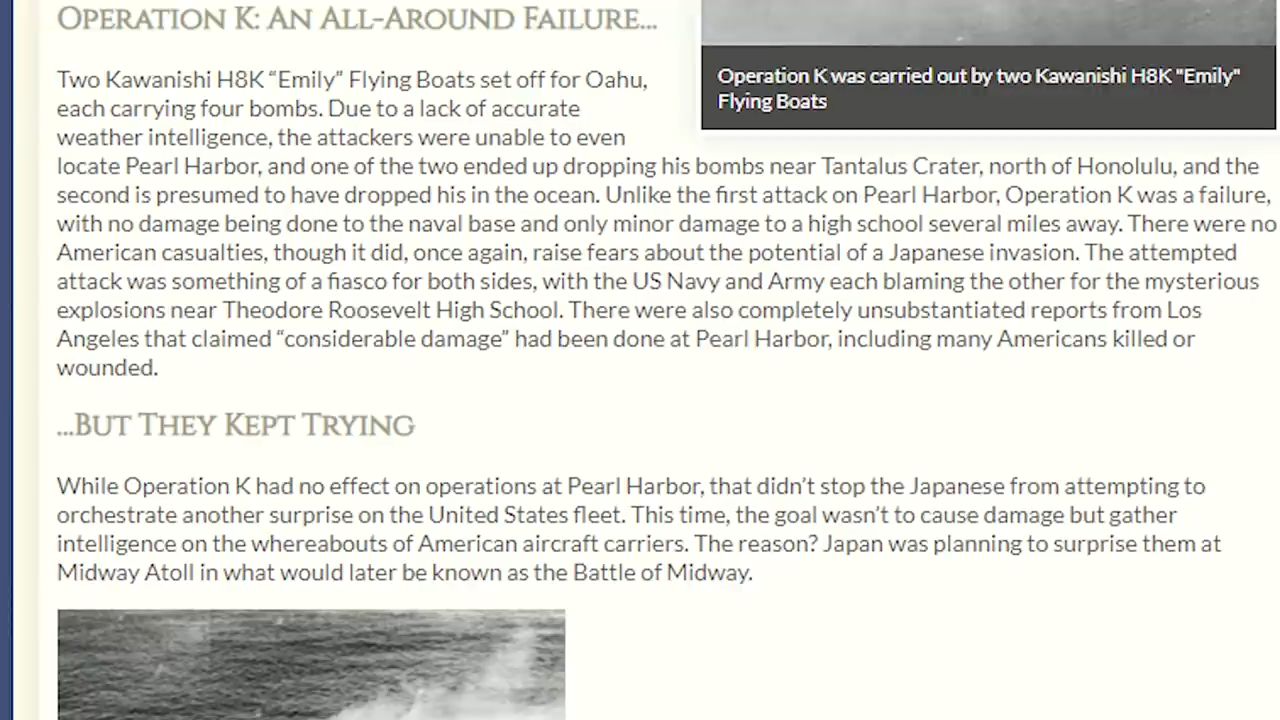 OPERATION K: AN ALL-AROUND FAILURE...
Operation K was carried out by two Kawanishi H8K "Emily"
Flying Boats
Two Kawanishi H8K “Emily” Flying Boats set off for Oahu,
each carrying four bombs. Due to a lack of accurate
weather intelligence, the attackers were unable to even
locate Pearl Harbor, and one of the two ended up dropping his bombs near Tantalus Crater, north of Honolulu, and the
second is presumed to have dropped his in the ocean. Unlike the first attack on Pearl Harbor, Operation K was a failure,
with no damage being done to the naval base and only minor damage to a high school several miles away. There were no
American casualties, though it did, once again, raise fears about the potential of a Japanese invasion. The attempted
attack was something of a fiasco for both sides, with the US Navy and Army each blaming the other for the mysterious
explosions near Theodore Roosevelt High School. There were also completely unsubstantiated reports from Los
Angeles that claimed “considerable damage” had been done at Pearl Harbor, including many Americans killed or
wounded.
...BUT THEY KEPT TRYING
While Operation K had no effect on operations at Pearl Harbor, that didn’t stop the Japanese from attempting to
orchestrate another surprise on the United States fleet. This time, the goal wasn’t to cause damage but gather
intelligence on the whereabouts of American aircraft carriers. The reason? Japan was planning to surprise them at
Midway Atoll in what would later be known as the Battle of Midway.